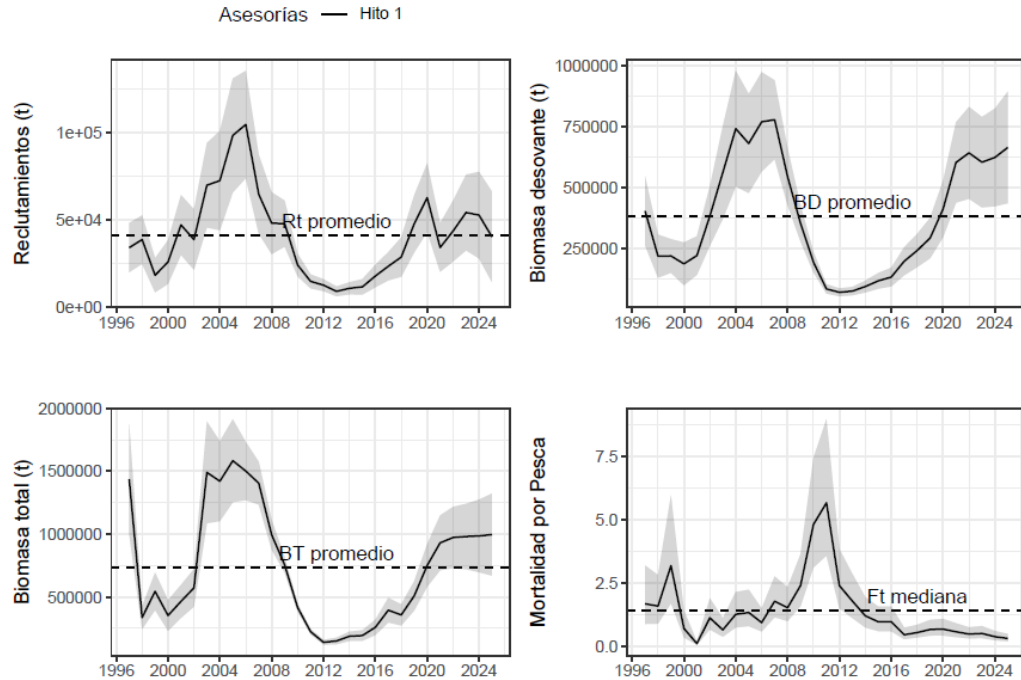 Asesorías Hito 1
Reclutamientos (t)
1e+05
5e+04
0e+00
Rt promedio
1996 2000 2004 2008 2012 2016 2020 2024
Biomasa desovante (t)
1000000
750000
500000
250000
BD promedio
1996 2000 2004 2008 2012 2016 2020 2024
Biomasa total (t)
2000000
1500000
1000000
500000
BT promedio
1996 2000 2004 2008 2012 2016 2020 2024
Mortalidad por Pesca
7.5
5.0
2.5
0.0
Ft mediana
1996 2000 2004 2008 2012 2016 2020 2024